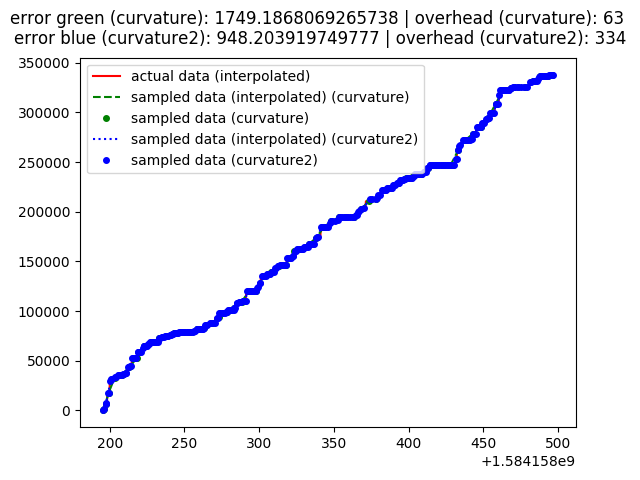 error green (curvature): 1749.1868069265738 | overhead (curvature): 63
error blue (curvature2): 948.203919749777 | overhead (curvature2): 334
350000
300000
250000
200000
150000
100000
50000
0
actual data (interpolated)
sampled data (interpolated) (curvature)
sampled data (curvature)
sampled data (interpolated) (curvature2)
sampled data (curvature2)
200 250 300 350 400 450 500
+1.584158e9